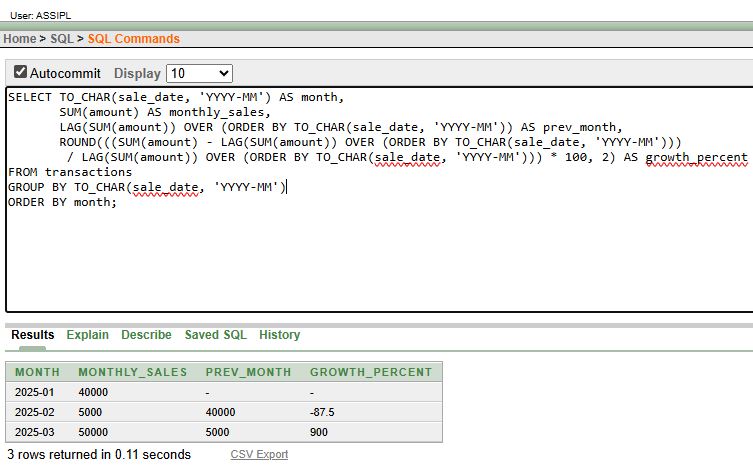 User: ASSIPL
Home > SQL > SQL Commands
Autocommit Display 10
SELECT TO_CHAR(sale_date, 'YYYY-MM') AS month,
SUM(amount) AS monthly_sales,
LAG(SUM(amount)) OVER (ORDER BY TO_CHAR(sale_date, 'YYYY-MM')) AS prev_month,
ROUND(((SUM(amount) - LAG(SUM(amount)) OVER (ORDER BY TO_CHAR(sale_date, 'YYYY-MM')))
/ LAG(SUM(amount)) OVER (ORDER BY TO_CHAR(sale_date, 'YYYY-MM'))) * 100, 2) AS growth_percent
FROM transactions
GROUP BY TO_CHAR(sale_date, 'YYYY-MM')
ORDER BY month;
Results Explain Describe Saved SQL History
MONTH MONTHLY_SALES PREV_MONTH GROWTH_PERCENT
2025-01 40000 - -
2025-02 5000 40000 -87.5
2025-03 50000 5000 900
3 rows returned in 0.11 seconds CSV Export